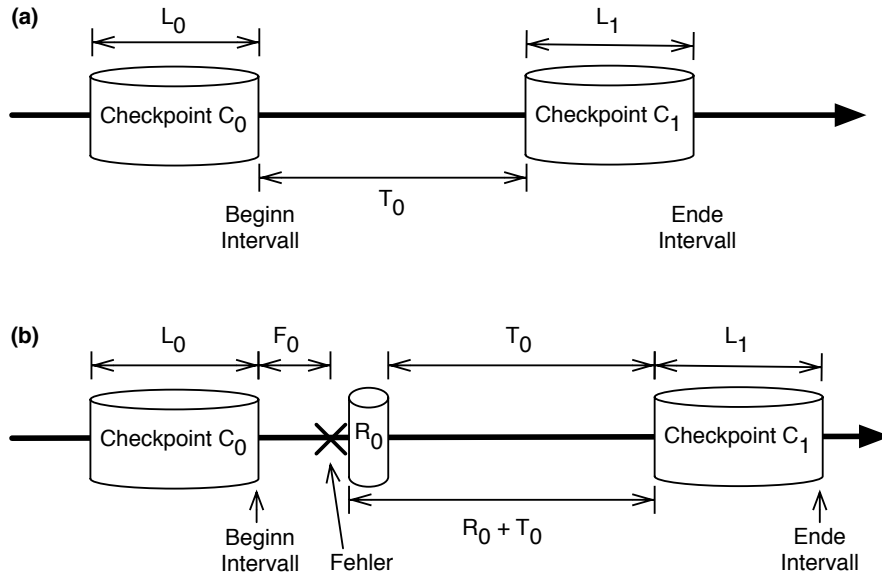 (a)
L0
L1
Checkpoint C0
Checkpoint C1
T0
Beginn
Intervall
Ende
Intervall
(b)
L0
F0
T0
L1
Checkpoint C0
R0
Checkpoint C1
R0 + T0
Beginn
Intervall
Fehler
Ende
Intervall